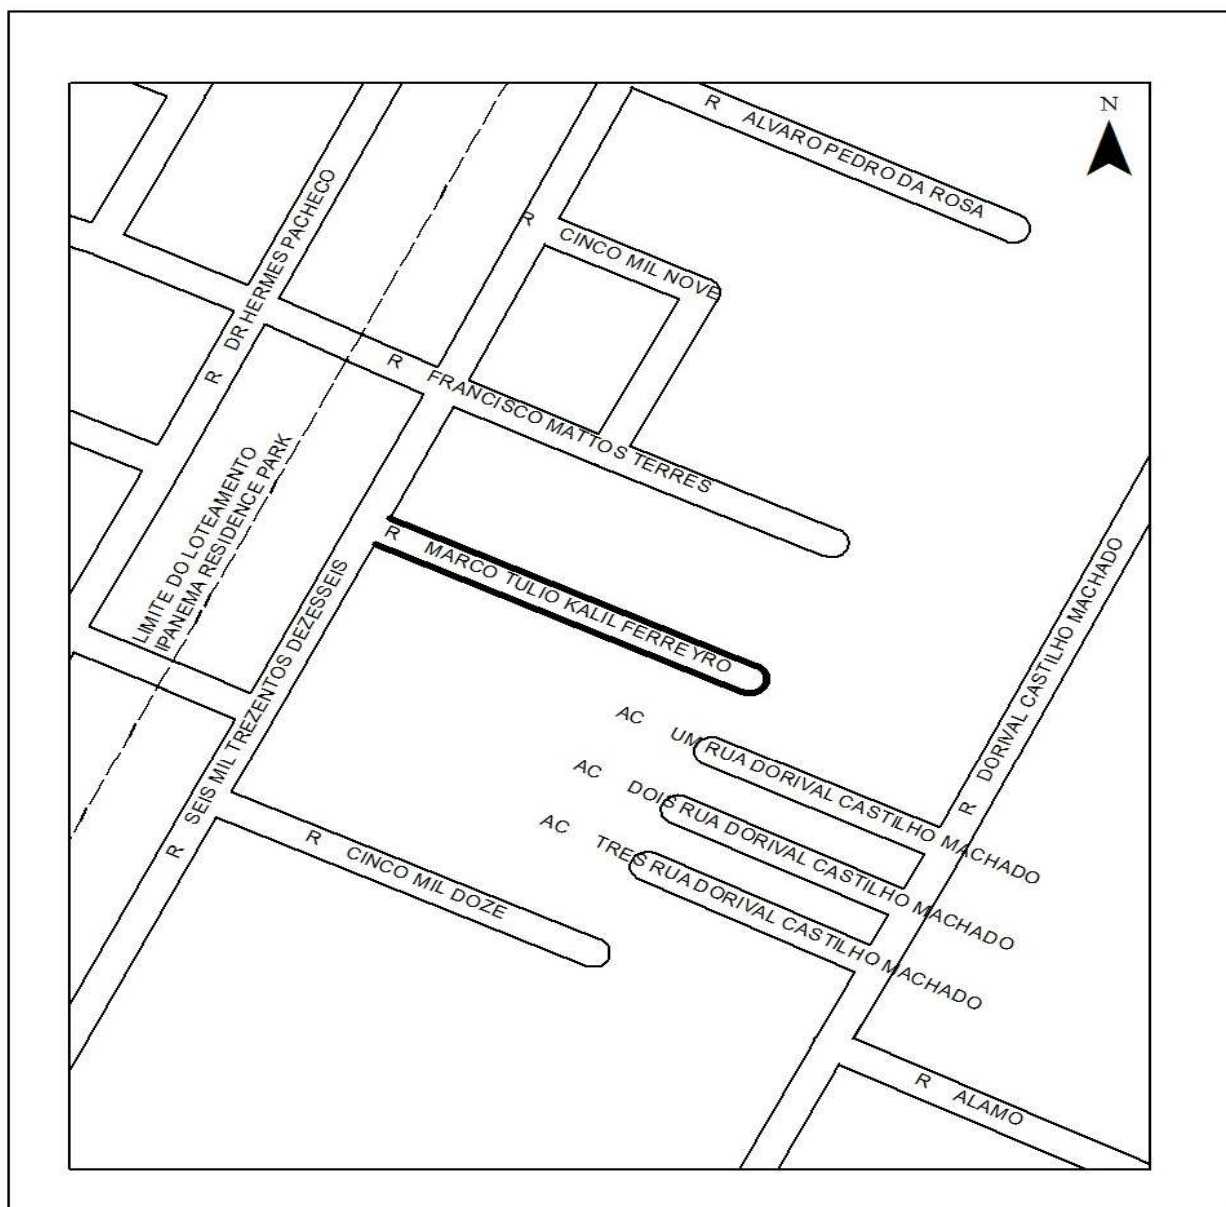 N
R ALVARO PEDRO DA ROSA
R CINCO MIL NOVE
R DR HERMES PACHECO
R FRANCISCO MATTOS TERRES
LIMITE DO LOTEAMENTO
IPANEMA RESIDENCE PARK
R MARCO TULIO KALIL FERREYRO
R SEIS MIL TREZENTOS DEZESSEIS
R DORIVAL CASTILHO MACHADO
AC UM RUA DORIVAL CASTILHO MACHADO
AC DOIS RUA DORIVAL CASTILHO MACHADO
AC TRES RUA DORIVAL CASTILHO MACHADO
R CINCO MIL DOZE
R ALAMO